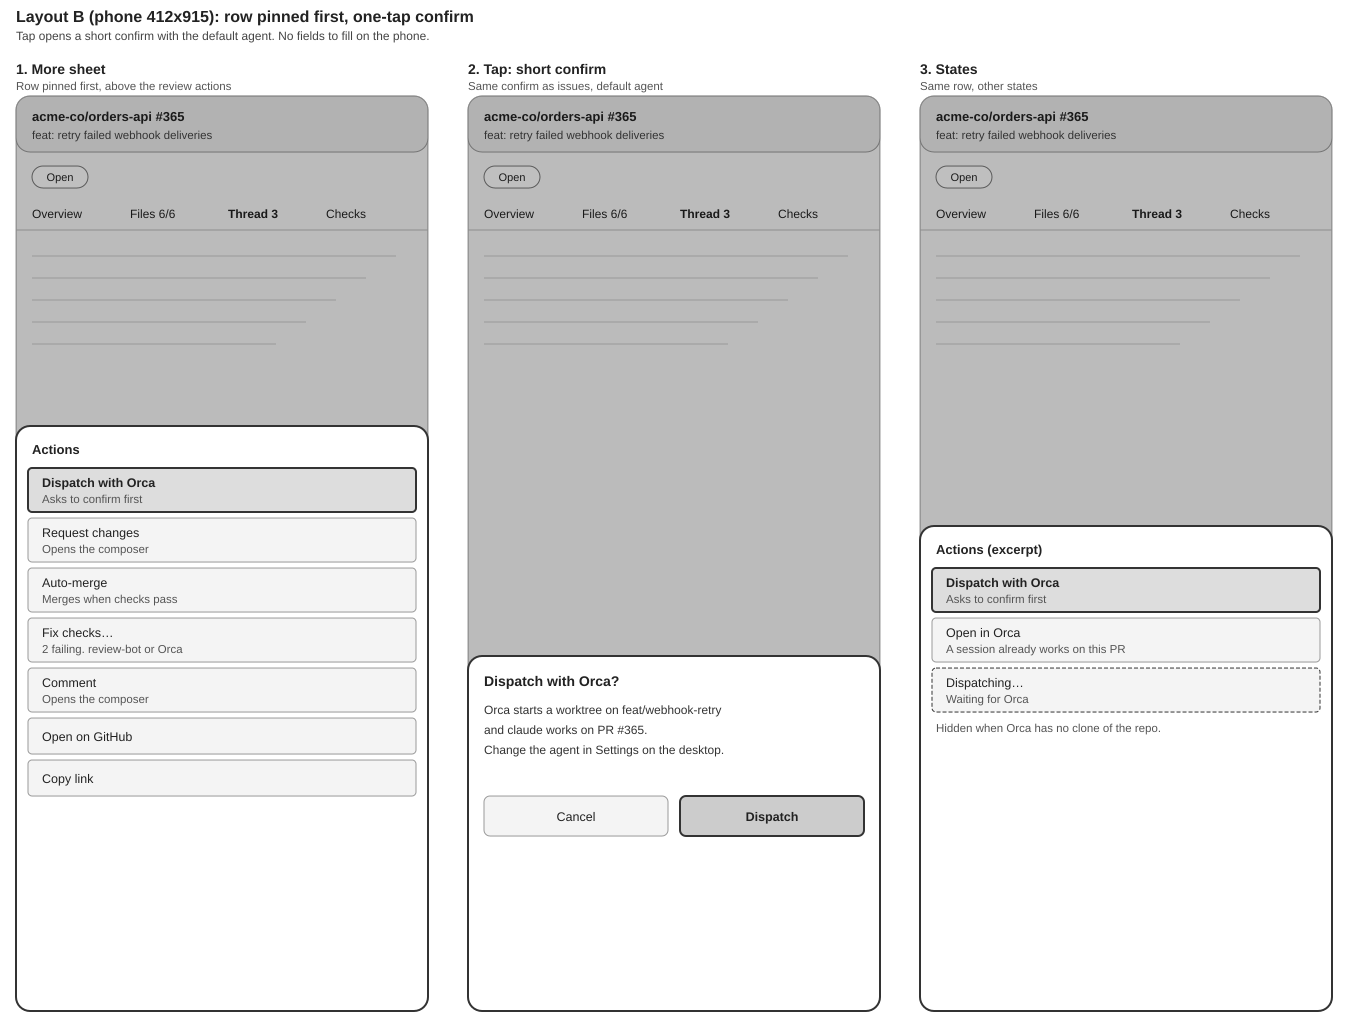 Layout B (phone 412x915): row pinned first, one-tap confirm
Tap opens a short confirm with the default agent. No fields to fill on the phone.
1. More sheet
Row pinned first, above the review actions
acme-co/orders-api #365
feat: retry failed webhook deliveries
Open
Overview Files 6/6 Thread 3 Checks
Actions
Dispatch with Orca
Asks to confirm first
Request changes
Opens the composer
Auto-merge
Merges when checks pass
Fix checks…
2 failing. review-bot or Orca
Comment
Opens the composer
Open on GitHub
Copy link
2. Tap: short confirm
Same confirm as issues, default agent
acme-co/orders-api #365
feat: retry failed webhook deliveries
Open
Overview Files 6/6 Thread 3 Checks
Dispatch with Orca?
Orca starts a worktree on feat/webhook-retry
and claude works on PR #365.
Change the agent in Settings on the desktop.
Cancel Dispatch
3. States
Same row, other states
acme-co/orders-api #365
feat: retry failed webhook deliveries
Open
Overview Files 6/6 Thread 3 Checks
Actions (excerpt)
Dispatch with Orca
Asks to confirm first
Open in Orca
A session already works on this PR
Dispatching…
Waiting for Orca
Hidden when Orca has no clone of the repo.